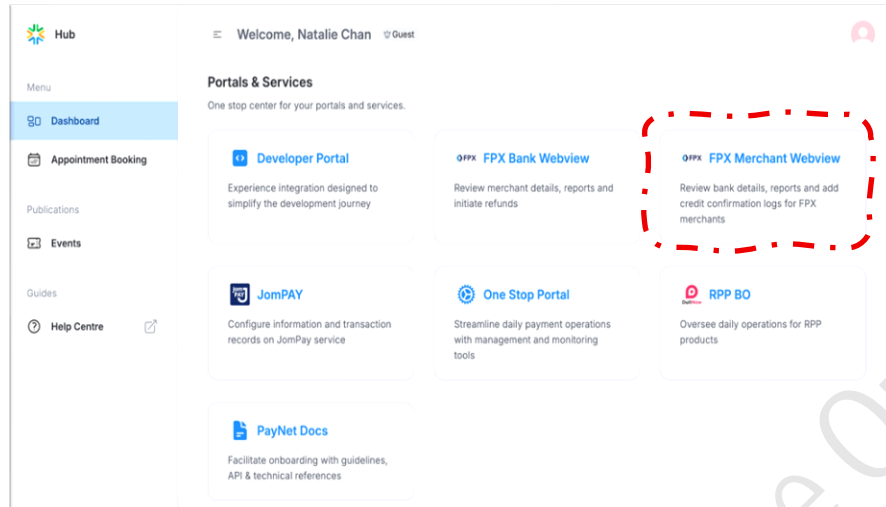 Hub
Welcome, Natalie Chan
Guest
Menu
Dashboard
Appointment Booking
Publications
Events
Guides
Help Centre
Portals & Services
One stop center for your portals and services.
Developer Portal
Experience integration designed to
simplify the development journey
FPX FPX Bank Webview
Review merchant details, reports and
initiate refunds
FPX FPX Merchant Webview
Review bank details, reports and add
credit confirmation logs for FPX
merchants
JomPAY
Configure information and transaction
records on JomPay service
One Stop Portal
Streamline daily payment operations
with management and monitoring
tools
RPP BO
Oversee daily operations for RPP
products
PayNet Docs
Facilitate onboarding with guidelines,
API & technical references